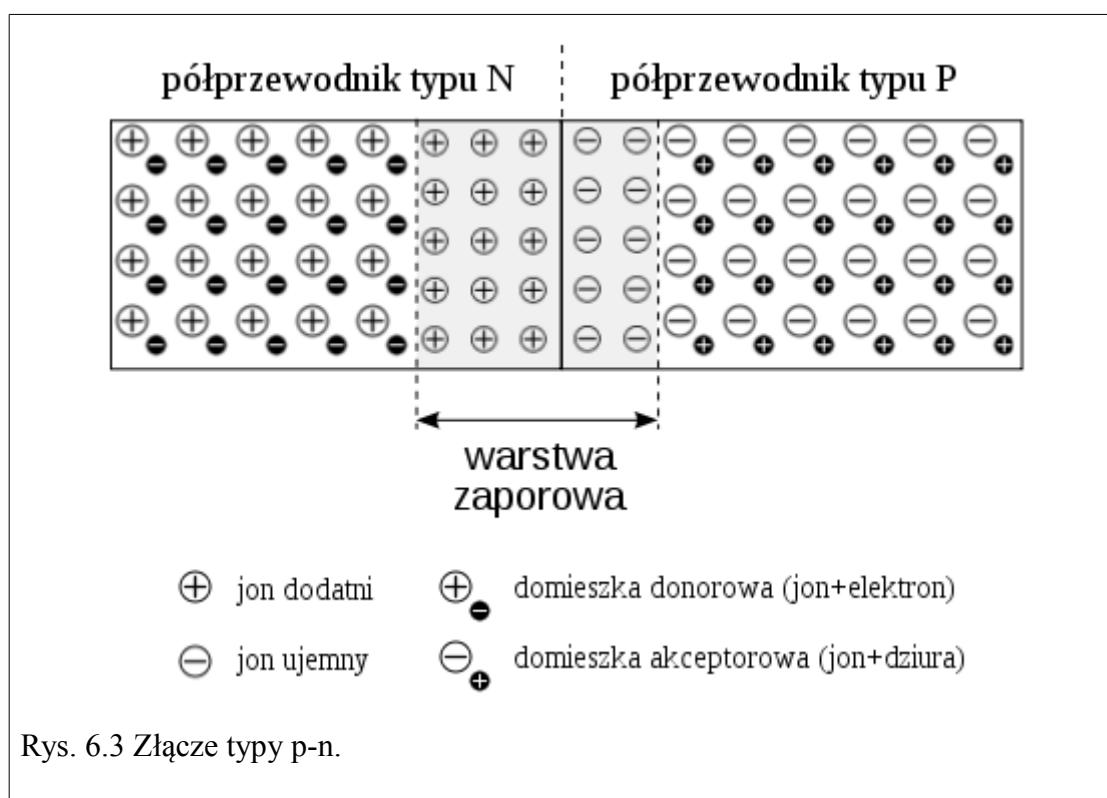 półprzewodnik typu N
półprzewodnik typu P
warstwa
zaporowa
jon dodatni
domieszka donorowa (jon+elektron)
jon ujemny
domieszka akceptorowa (jon+dziura)
Rys. 6.3 Złącze typy p-n.